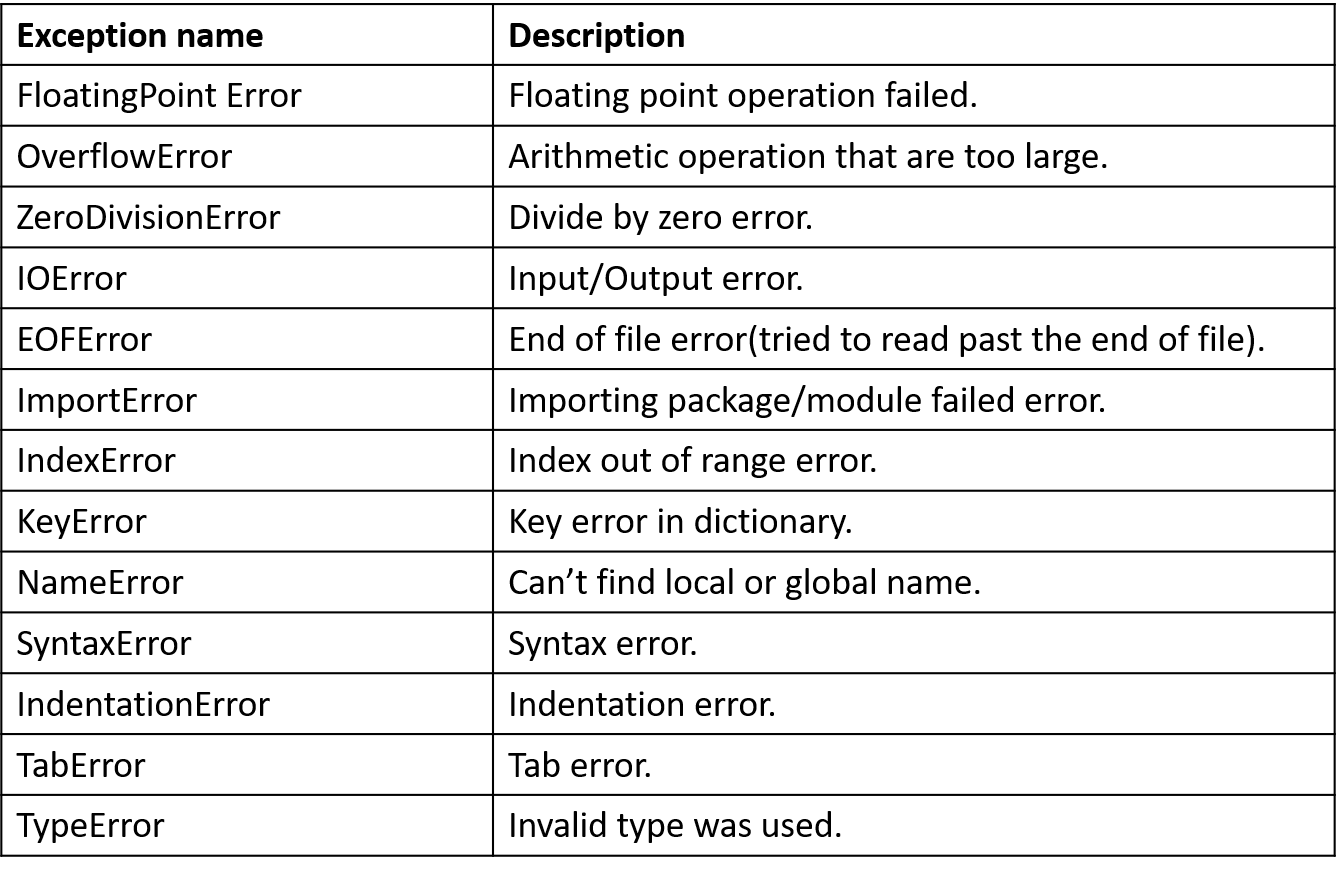 Exception name Description
FloatingPoint Error Floating point operation failed.
OverflowError Arithmetic operation that are too large.
ZeroDivisionError Divide by zero error.
IOError Input/Output error.
EOFError End of file error(tried to read past the end of file).
ImportError Importing package/module failed error.
IndexError Index out of range error.
KeyError Key error in dictionary.
NameError Can’t find local or global name.
SyntaxError Syntax error.
IndentationError Indentation error.
TabError Tab error.
TypeError Invalid type was used.